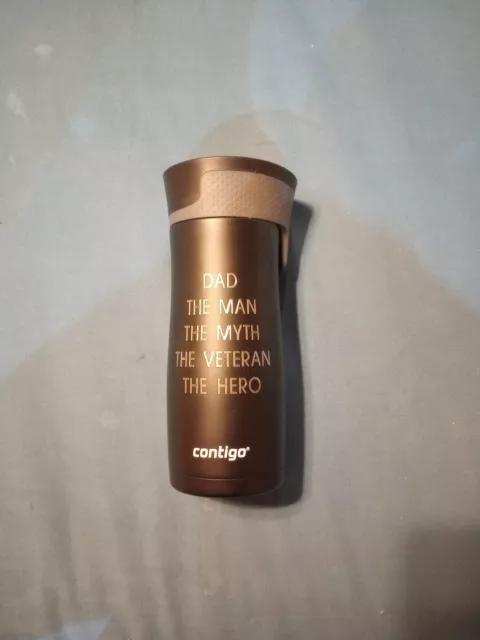 DAD
THE MAN
THE MYTH
THE VETERAN
THE HERO
contigo®